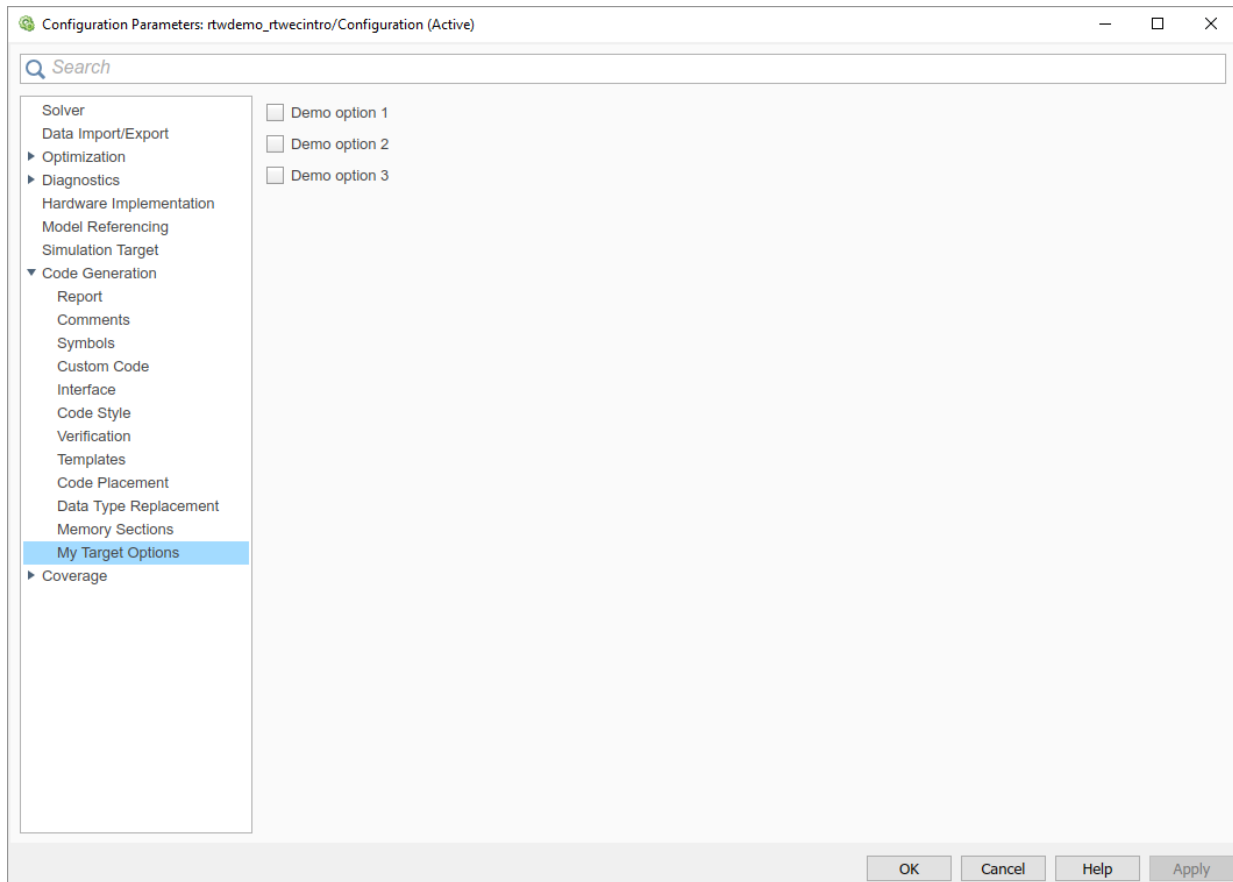 Configuration Parameters: rtwdemo_rtwecintro/Configuration (Active)
Search
Solver
Data Import/Export
Optimization
Diagnostics
Hardware Implementation
Model Referencing
Simulation Target
Code Generation
Report
Comments
Symbols
Custom Code
Interface
Code Style
Verification
Templates
Code Placement
Data Type Replacement
Memory Sections
My Target Options
Coverage
Demo option 1
Demo option 2
Demo option 3
OK
Cancel
Help
Apply